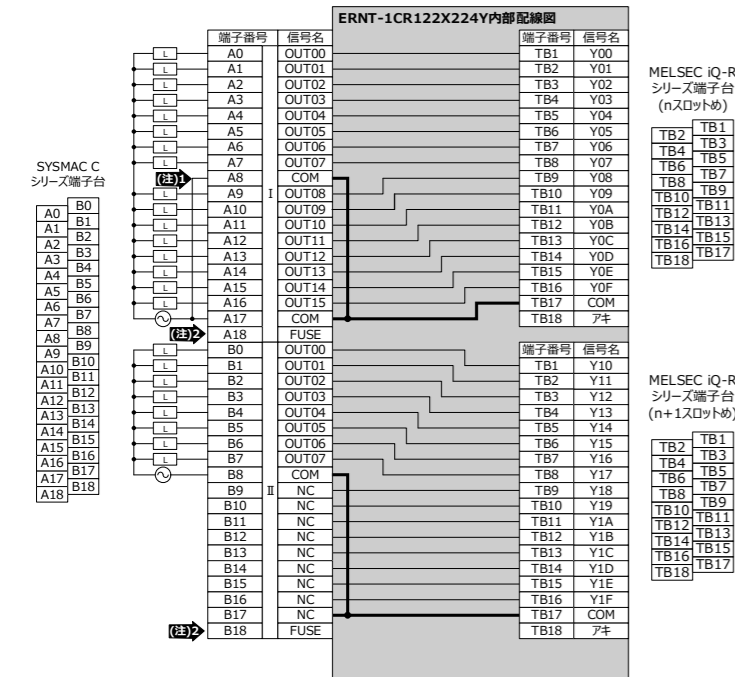 ERNT-1CR122X224Y内部配線図
端子番号 信号名 端子番号 信号名
L A0 OUT00 TB1 Y00
L A1 OUT01 TB2 Y01
L A2 OUT02 TB3 Y02
L A3 OUT03 TB4 Y03
L A4 OUT04 TB5 Y04
L A5 OUT05 TB6 Y05
L A6 OUT06 TB7 Y06
L A7 OUT07 TB8 Y07
(注)1 A8 COM TB9 Y08
L A9 I OUT08 TB10 Y09
L A10 OUT09 TB11 Y0A
L A11 OUT10 TB12 Y0B
L A12 OUT11 TB13 Y0C
L A13 OUT12 TB14 Y0D
L A14 OUT13 TB15 Y0E
L A15 OUT14 TB16 Y0F
L A16 OUT15 TB17 COM
A17 COM TB18 アキ
(注)2 A18 FUSE
L B0 OUT00 端子番号 信号名
L B1 OUT01 TB1 Y10
L B2 OUT02 TB2 Y11
L B3 OUT03 TB3 Y12
L B4 OUT04 TB4 Y13
L B5 OUT05 TB5 Y14
L B6 OUT06 TB6 Y15
L B7 OUT07 TB7 Y16
B8 COM TB8 Y17
B9 II NC TB9 Y18
B10 NC TB10 Y19
B11 NC TB11 Y1A
B12 NC TB12 Y1B
B13 NC TB13 Y1C
B14 NC TB14 Y1D
B15 NC TB15 Y1E
B16 NC TB16 Y1F
B17 NC TB17 COM
(注)2 B18 FUSE TB18 アキ
SYSMAC C
シリーズ端子台
B0
A0
B1
A1
B2
A2
B3
A3
B4
A4
B5
A5
B6
A6
B7
A7
B8
A8
B9
A9
B10
A10
B11
A11
B12
A12
B13
A13
B14
A14
B15
A15
B16
A16
B17
A17
B18
A18
MELSEC iQ-R
シリーズ端子台
(nスロットめ)
TB1
TB2
TB3
TB4
TB5
TB6
TB7
TB8
TB9
TB10
TB11
TB12
TB13
TB14
TB15
TB16
TB17
TB18
MELSEC iQ-R
シリーズ端子台
(n+1スロットめ)
TB1
TB2
TB3
TB4
TB5
TB6
TB7
TB8
TB9
TB10
TB11
TB12
TB13
TB14
TB15
TB16
TB17
TB18